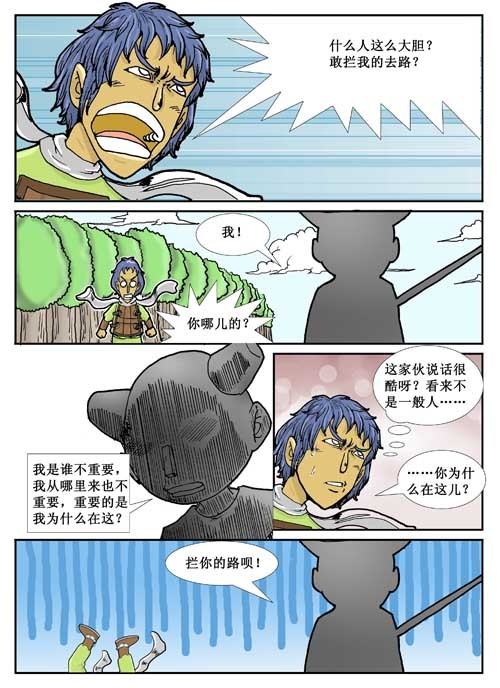 什么人这么大胆？
敢拦我的去路？
我！
你哪儿的？
我是谁不重要，
我从哪里来也不
重要，重要的是
我为什么在这？
这家伙说话很
酷呀？看来不
是一般人……
……你为什
么在这儿？
拦你的路呗！